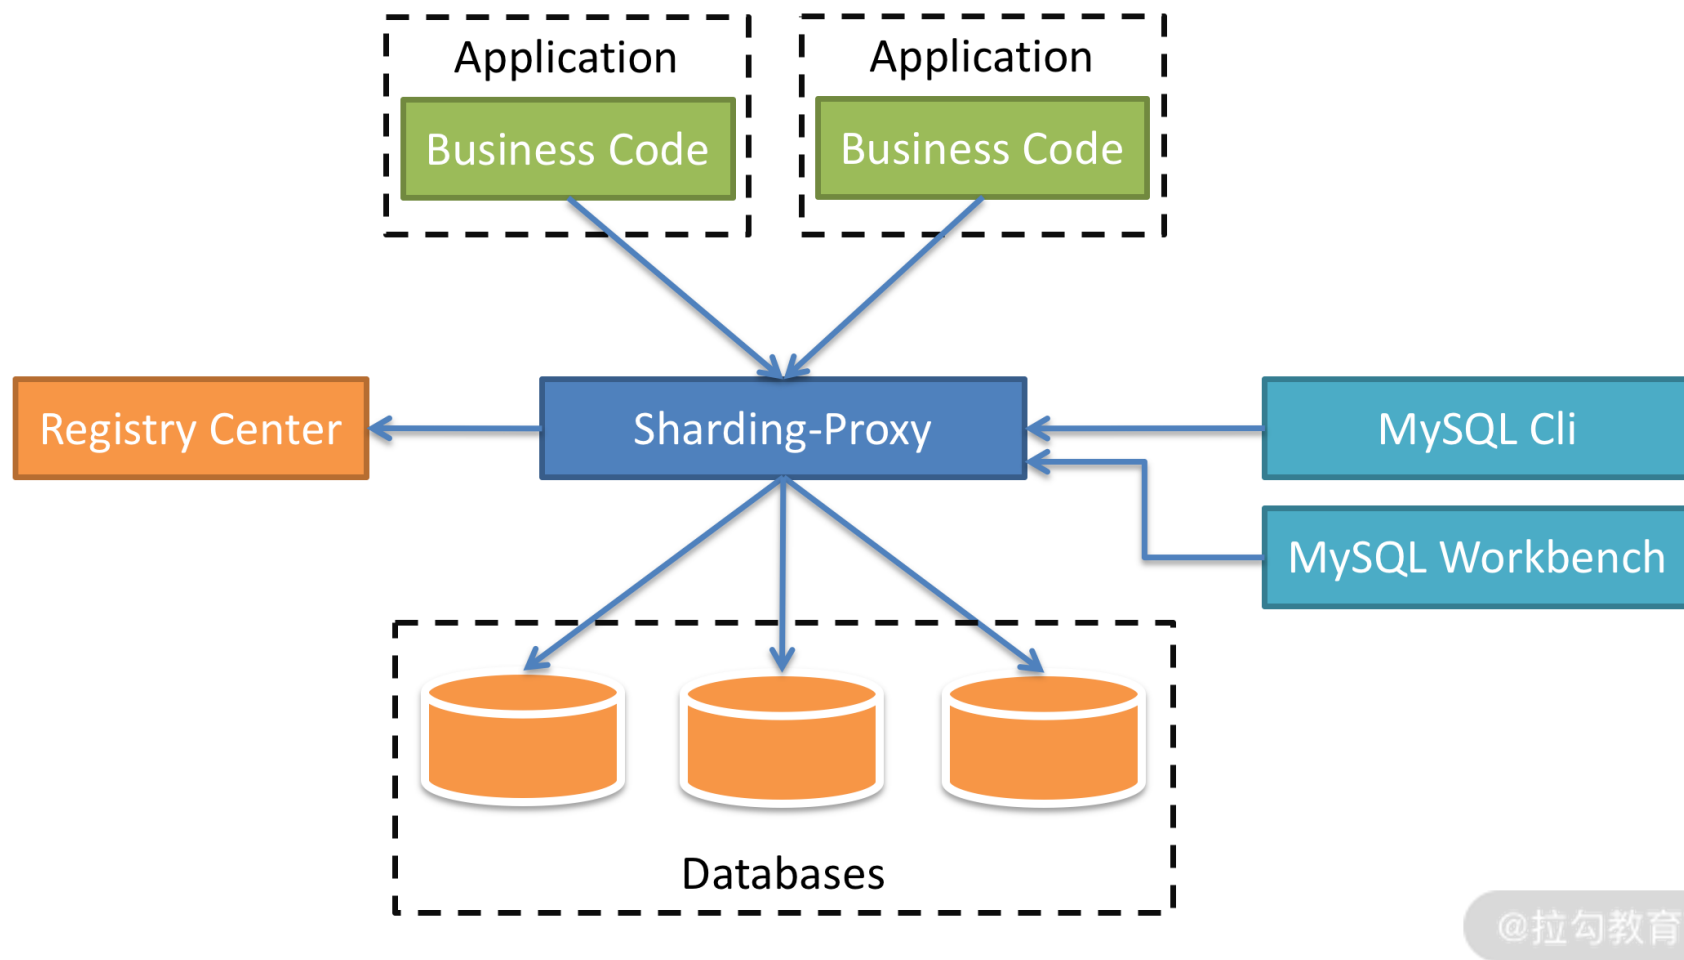 Application
Application
Business Code
Business Code
Registry Center
Sharding-Proxy
MySQL Cli
MySQL Workbench
Databases
@拉勾教育